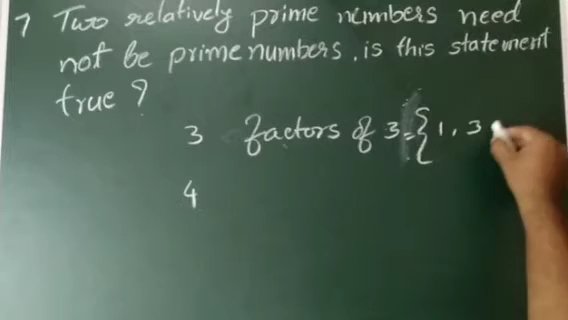 7 Two relatively prime numbers need
not be prime numbers, is this statement
true ?
3 factors of 3 = { 1, 3
4